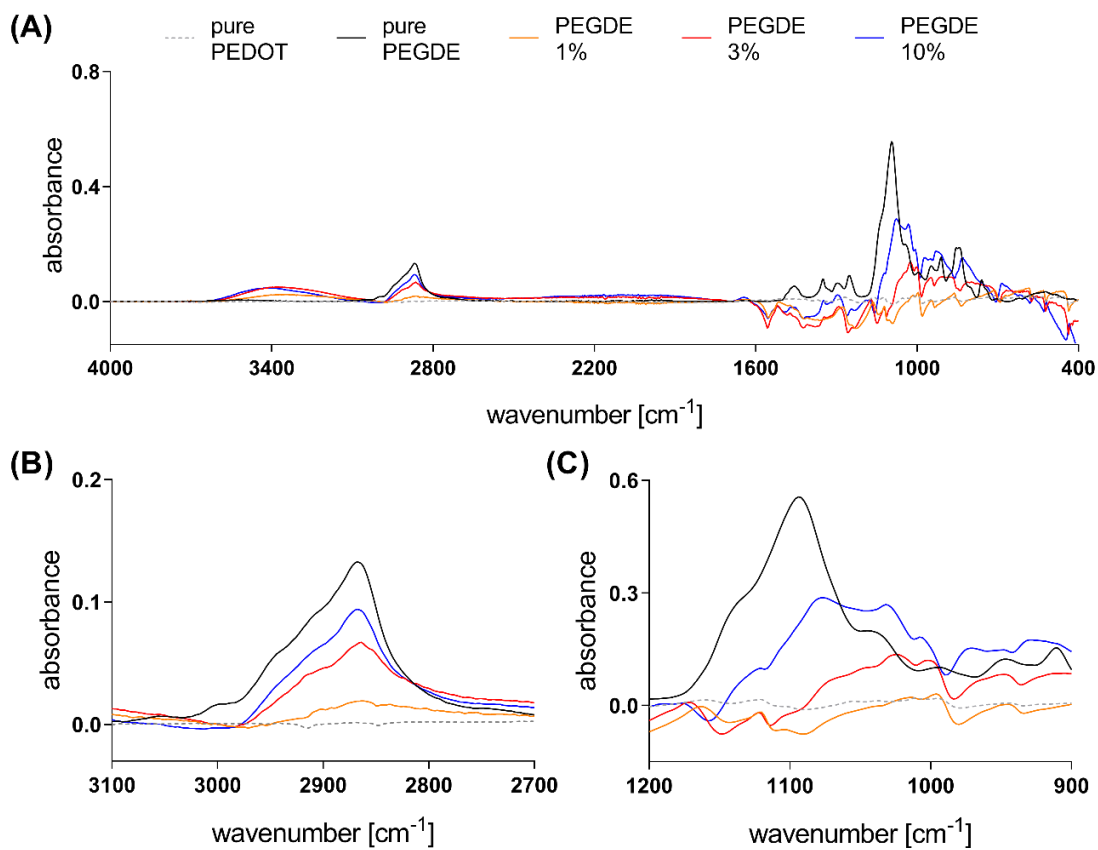 (A)
pure PEDOT
pure PEGDE
PEGDE 1%
PEGDE 3%
PEGDE 10%
absorbance
0.8
0.4
0.0
4000 3400 2800 2200 1600 1000 400
wavenumber [cm⁻¹]
(B)
absorbance
0.2
0.1
0.0
3100 3000 2900 2800 2700
wavenumber [cm⁻¹]
(C)
absorbance
0.6
0.3
0.0
1200 1100 1000 900
wavenumber [cm⁻¹]